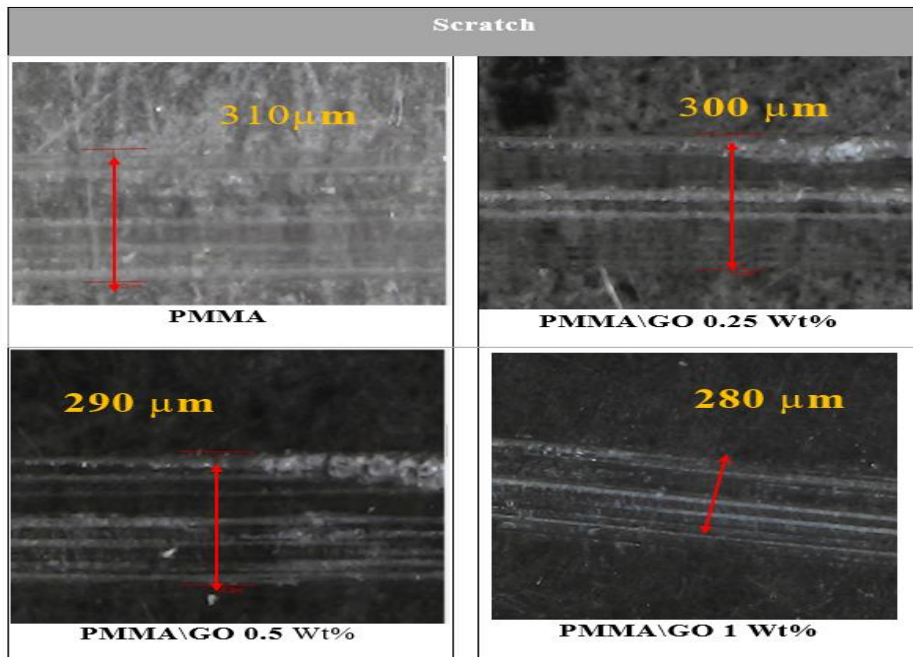 Scratch
310μm
PMMA
300 μm
PMMA\GO 0.25 Wt%
290 μm
PMMA\GO 0.5 Wt%
280 μm
PMMA\GO 1 Wt%